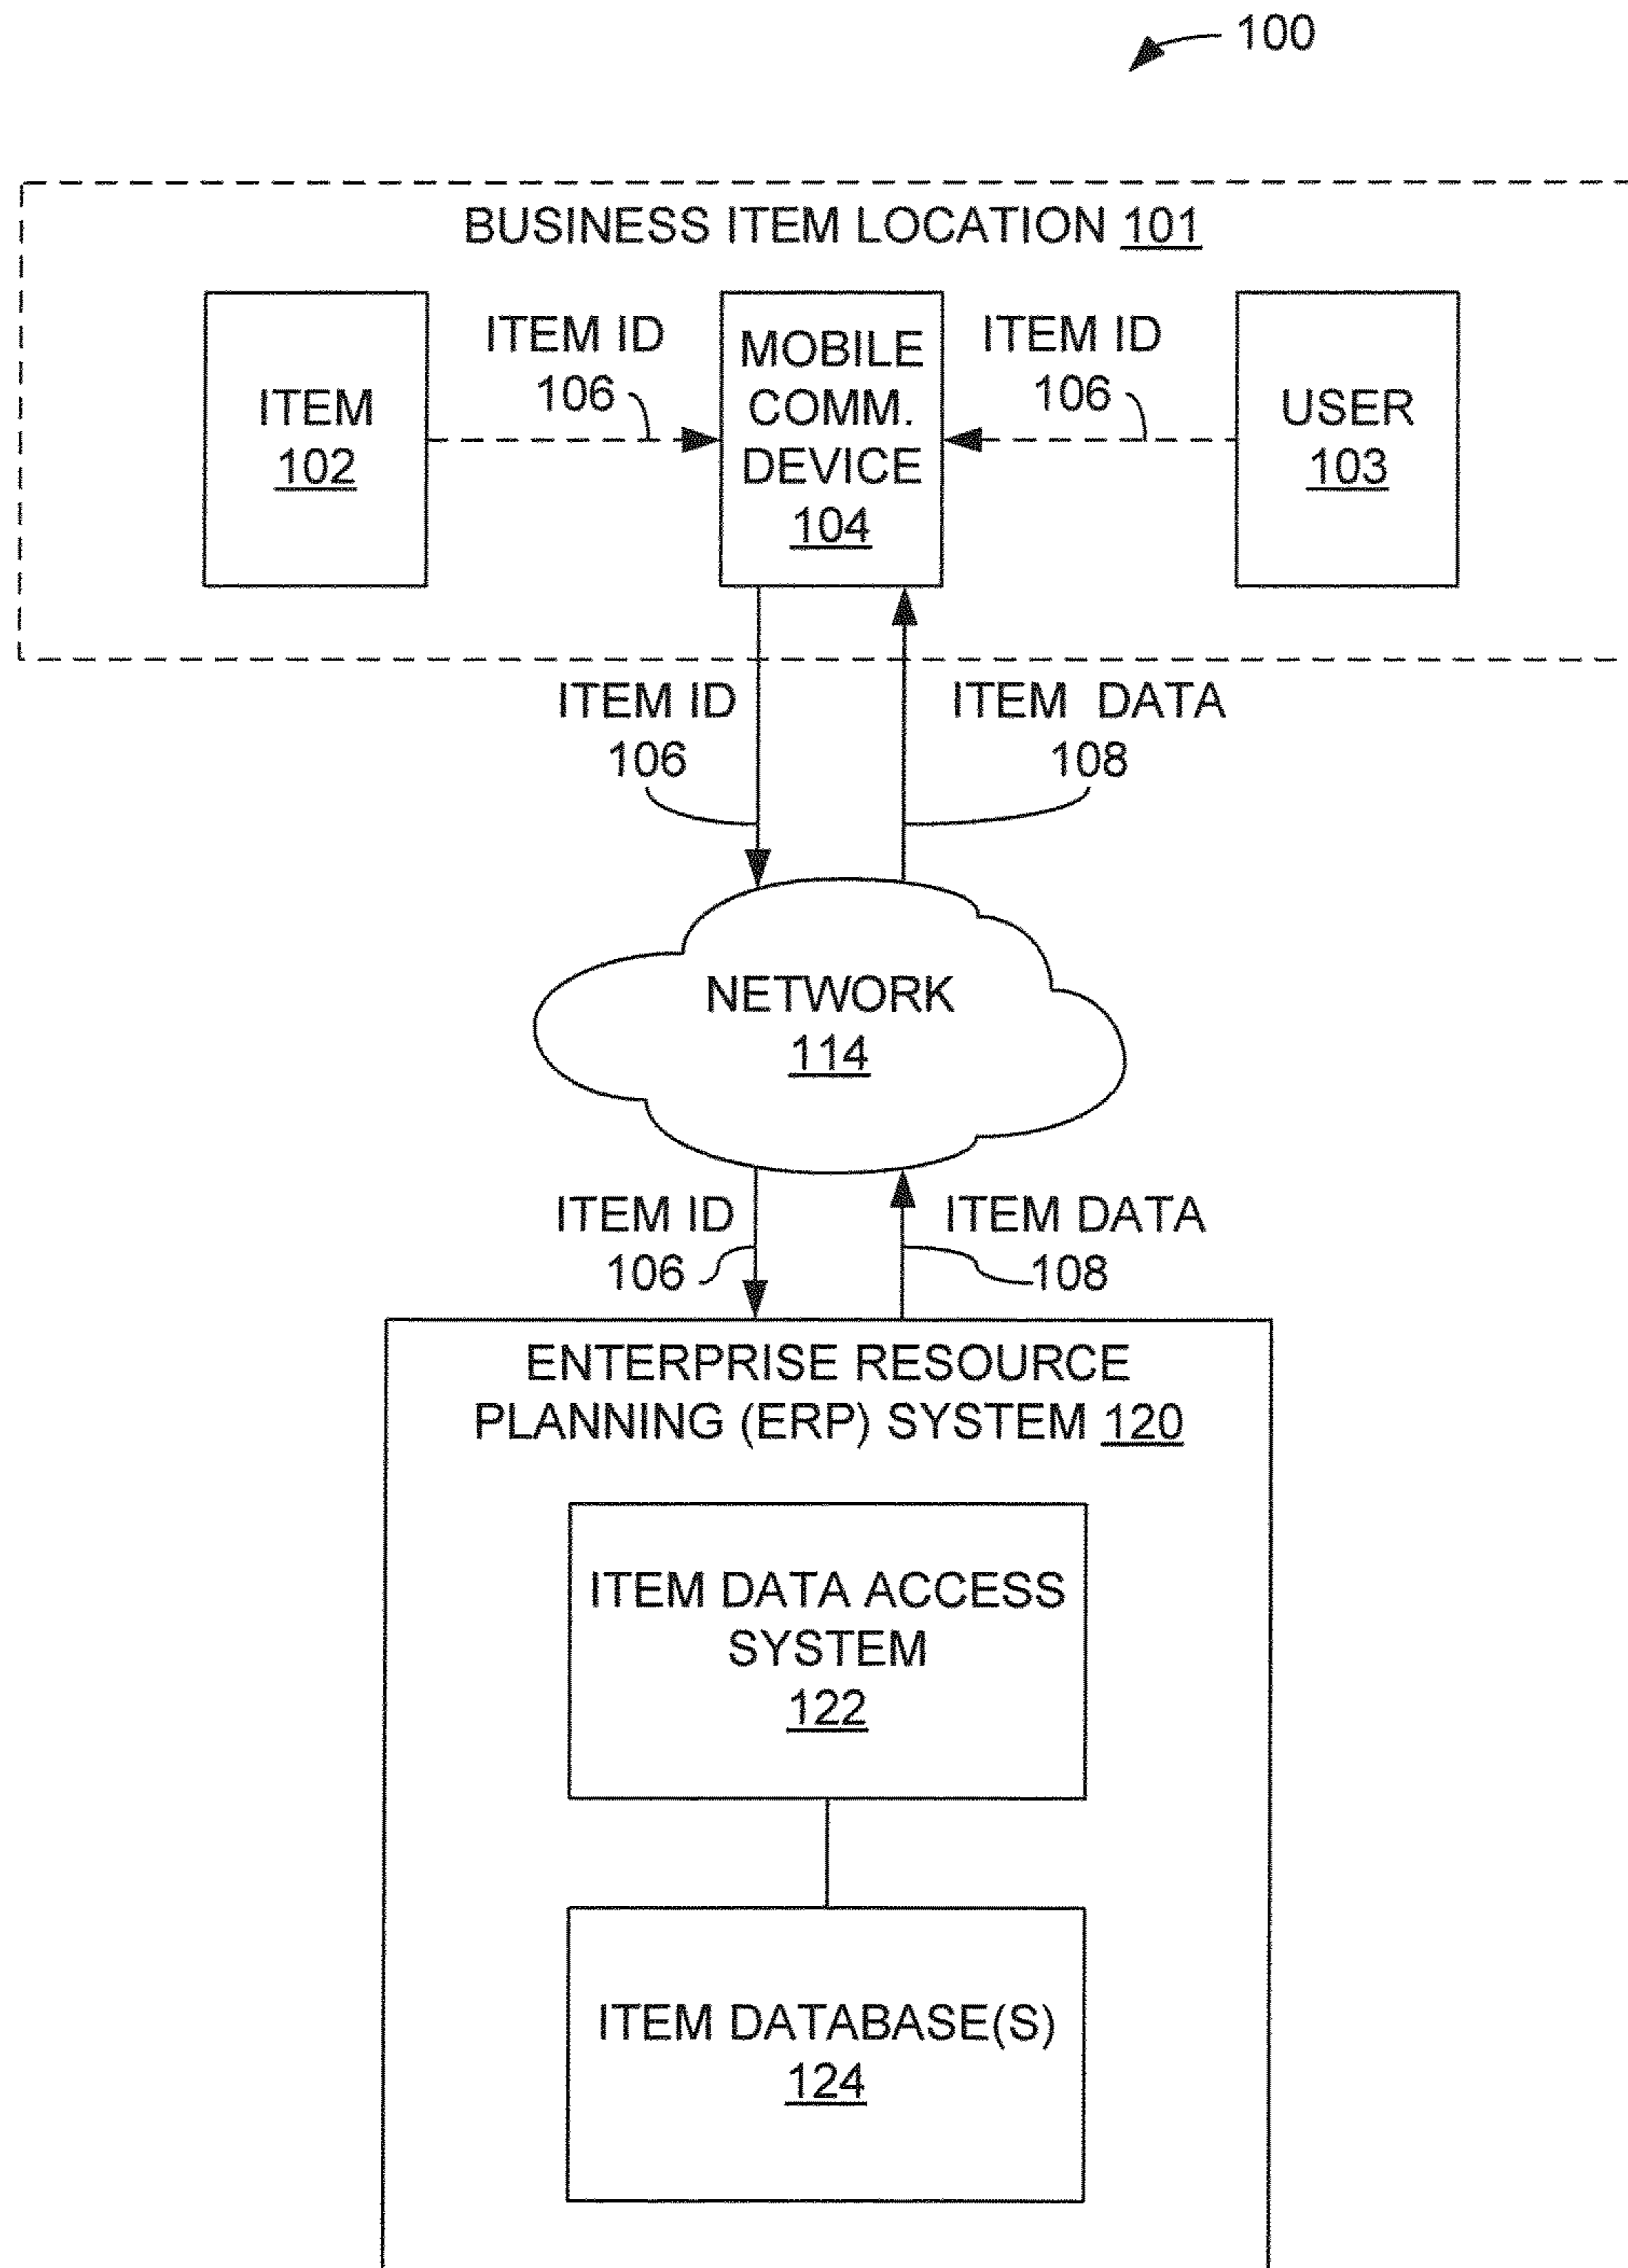 100
BUSINESS ITEM LOCATION 101
ITEM
102
ITEM ID
106
MOBILE
COMM.
DEVICE
104
ITEM ID
106
USER
103
ITEM ID
106
ITEM DATA
108
NETWORK
114
ITEM ID
106
ITEM DATA
108
ENTERPRISE RESOURCE
PLANNING (ERP) SYSTEM 120
ITEM DATA ACCESS
SYSTEM
122
ITEM DATABASE(S)
124